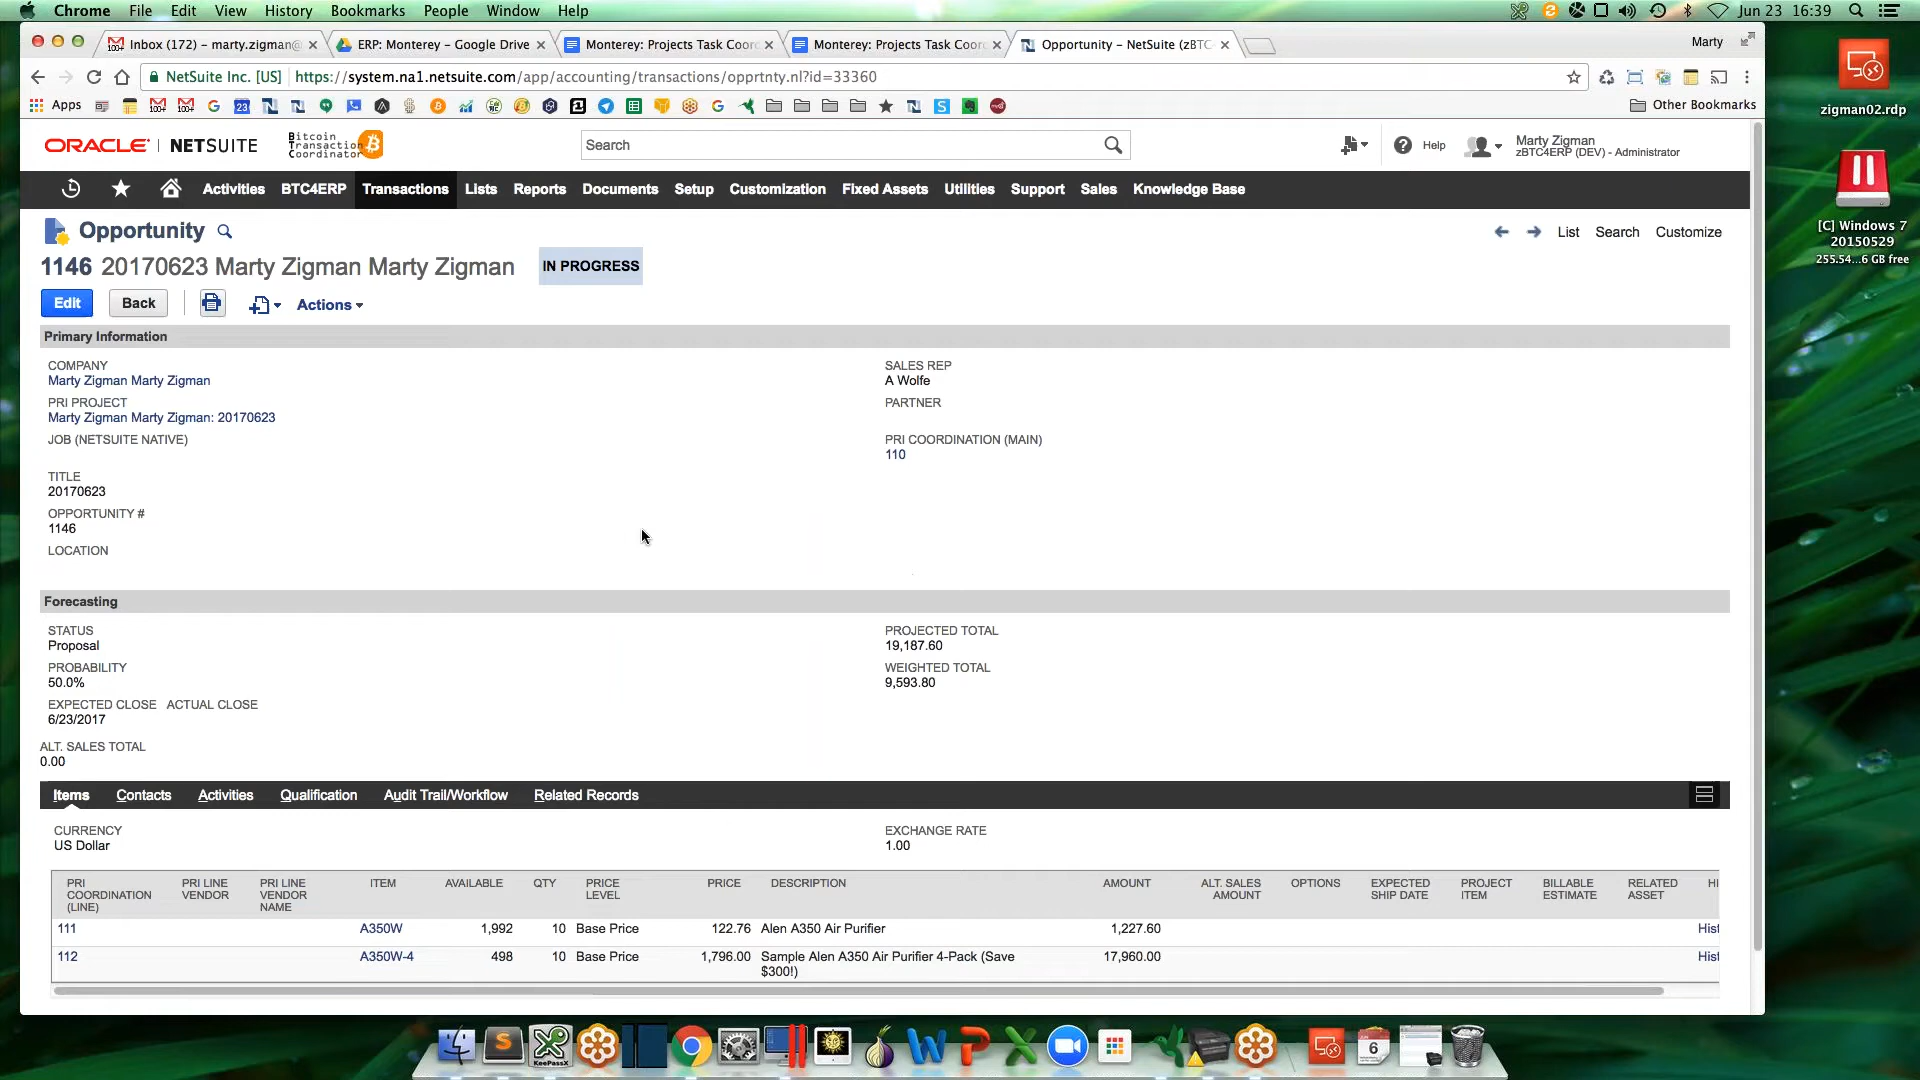 Chrome File Edit View History Bookmarks People Window Help Jun 23 16:39
Inbox (172) – marty.zigman@ ERP: Monterey – Google Drive Monterey: Projects Task Coor Monterey: Projects Task Coor Opportunity – NetSuite (zBTC Marty
NetSuite Inc. [US] https://system.na1.netsuite.com/app/accounting/transactions/opprtnty.nl?id=33360
Apps Other Bookmarks
ORACLE NETSUITE Bitcoin Transaction Coordinator Search Help Marty Zigman
zBTC4ERP (DEV) - Administrator
Activities BTC4ERP Transactions Lists Reports Documents Setup Customization Fixed Assets Utilities Support Sales Knowledge Base
Opportunity List Search Customize
1146 20170623 Marty Zigman Marty Zigman IN PROGRESS
Edit Back Actions
Primary Information
COMPANY
Marty Zigman Marty Zigman
PRI PROJECT
Marty Zigman Marty Zigman: 20170623
JOB (NETSUITE NATIVE)
TITLE
20170623
OPPORTUNITY #
1146
LOCATION
SALES REP
A Wolfe
PARTNER
PRI COORDINATION (MAIN)
110
Forecasting
STATUS
Proposal
PROBABILITY
50.0%
EXPECTED CLOSE ACTUAL CLOSE
6/23/2017
PROJECTED TOTAL
19,187.60
WEIGHTED TOTAL
9,593.80
ALT. SALES TOTAL
0.00
Items Contacts Activities Qualification Audit Trail/Workflow Related Records
CURRENCY
US Dollar
EXCHANGE RATE
1.00
PRI COORDINATION (LINE) PRI LINE VENDOR PRI LINE VENDOR NAME ITEM AVAILABLE QTY PRICE LEVEL PRICE DESCRIPTION AMOUNT ALT. SALES AMOUNT OPTIONS EXPECTED SHIP DATE PROJECT ITEM BILLABLE ESTIMATE RELATED ASSET HI
111 A350W 1,992 10 Base Price 122.76 Alen A350 Air Purifier 1,227.60 Hist
112 A350W-4 498 10 Base Price 1,796.00 Sample Alen A350 Air Purifier 4-Pack (Save 17,960.00 Hist
$300!)
zigman02.rdp
[C] Windows 7
20150529
255.54...6 GB free
KeePassX
6